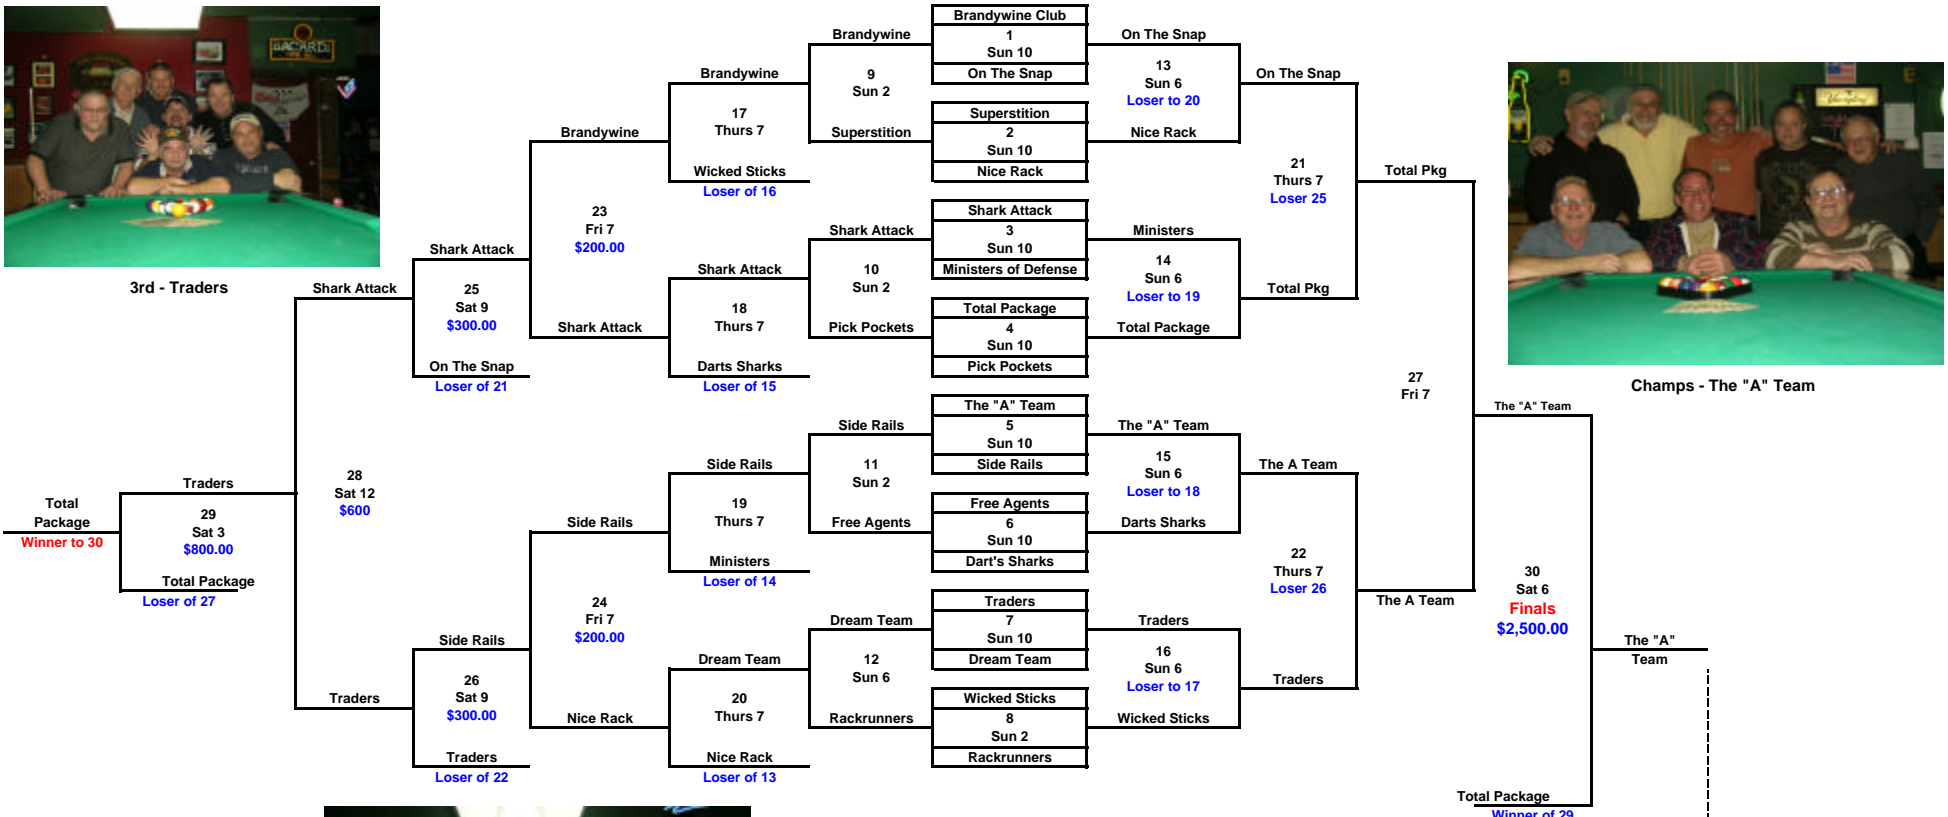 Brandywine Club
Brandywine
1
On The Snap
Sun 10
On The Snap
9
Sun 2
13
Sun 6
Loser to 20
Brandywine
On The Snap
Superstition
17
Thurs 7
Superstition
2
Sun 10
Nice Rack
Nice Rack
Brandywine
Wicked Sticks
Loser of 16
21
Thurs 7
Loser 25
Total Pkg
23
Fri 7
$200.00
Shark Attack
Shark Attack
3
Sun 10
Ministers of Defense
Ministers
Shark Attack
10
Sun 2
14
Sun 6
Loser to 19
Shark Attack
3rd - Traders
Shark Attack
25
Sat 9
$300.00
18
Thurs 7
Total Pkg
Total Package
4
Sun 10
Pick Pockets
Shark Attack
Pick Pockets
Total Package
On The Snap
Loser of 21
Darts Sharks
Loser of 15
27
Fri 7
Champs - The "A" Team
The "A" Team
5
Sun 10
Side Rails
The "A" Team
Side Rails
The "A" Team
11
Sun 2
15
Sun 6
Loser to 18
Side Rails
The A Team
Traders
28
Sat 12
$600
19
Thurs 7
Free Agents
6
Sun 10
Dart's Sharks
Total
Package
Winner to 30
29
Sat 3
$800.00
Side Rails
Free Agents
Darts Sharks
Total Package
Loser of 27
Ministers
Loser of 14
22
Thurs 7
Loser 26
The A Team
30
Sat 6
Finals
$2,500.00
24
Fri 7
$200.00
Traders
7
Sun 10
Dream Team
Dream Team
Traders
Side Rails
Dream Team
12
Sun 6
16
Sun 6
Loser to 17
The "A"
Team
26
Sat 9
$300.00
Traders
20
Thurs 7
Traders
Nice Rack
Rackrunners
Wicked Sticks
8
Sun 2
Rackrunners
Wicked Sticks
Traders
Loser of 22
Nice Rack
Loser of 13
Total Package
Winner of 29
BACARDI
Yuengling